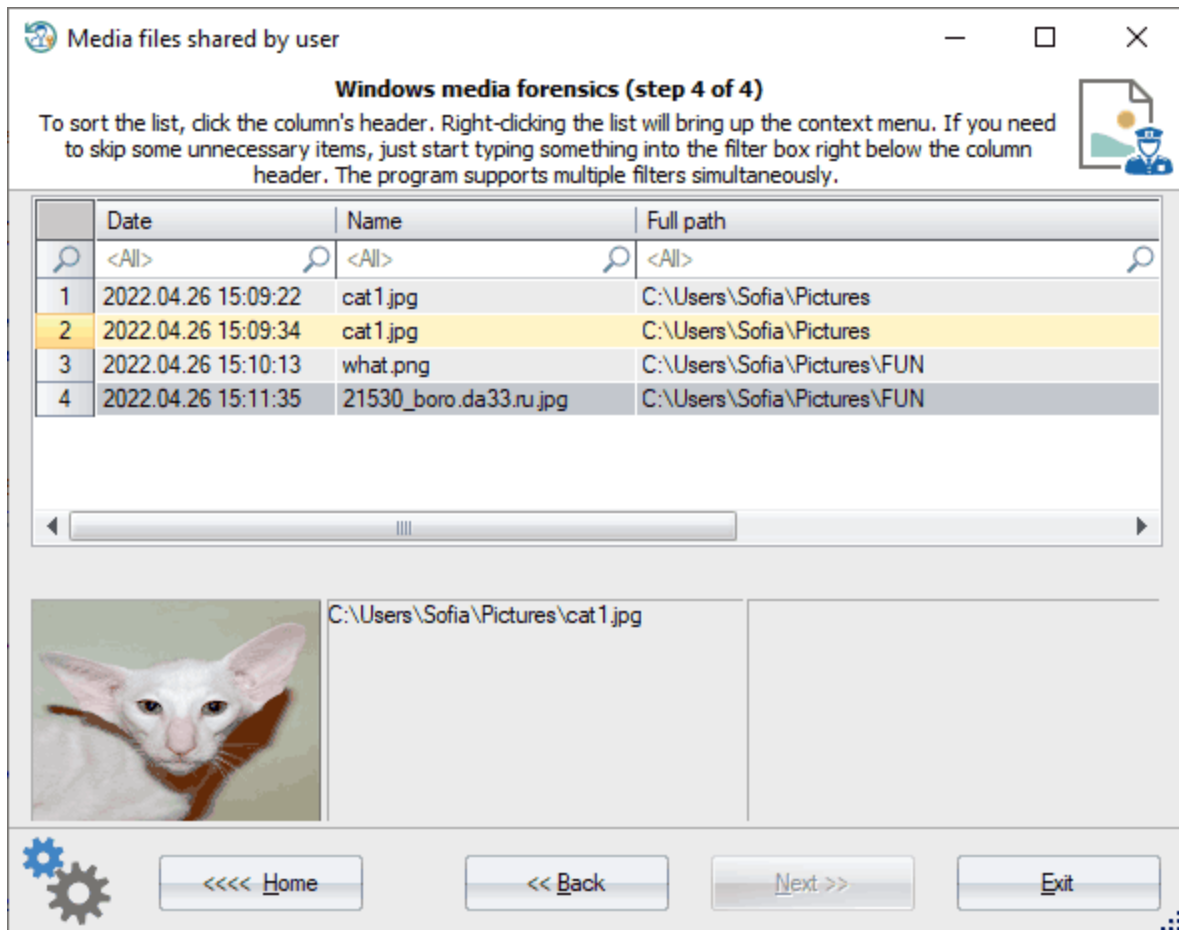 Media files shared by user
Windows media forensics (step 4 of 4)
To sort the list, click the column's header. Right-clicking the list will bring up the context menu. If you need
to skip some unnecessary items, just start typing something into the filter box right below the column
header. The program supports multiple filters simultaneously.
Date Name Full path
<All> <All> <All>
1 2022.04.26 15:09:22 cat1.jpg C:\Users\Sofia\Pictures
2 2022.04.26 15:09:34 cat1.jpg C:\Users\Sofia\Pictures
3 2022.04.26 15:10:13 what.png C:\Users\Sofia\Pictures\FUN
4 2022.04.26 15:11:35 21530_boro.da33.ru.jpg C:\Users\Sofia\Pictures\FUN
C:\Users\Sofia\Pictures\cat1.jpg
<<<< Home << Back Next >> Exit